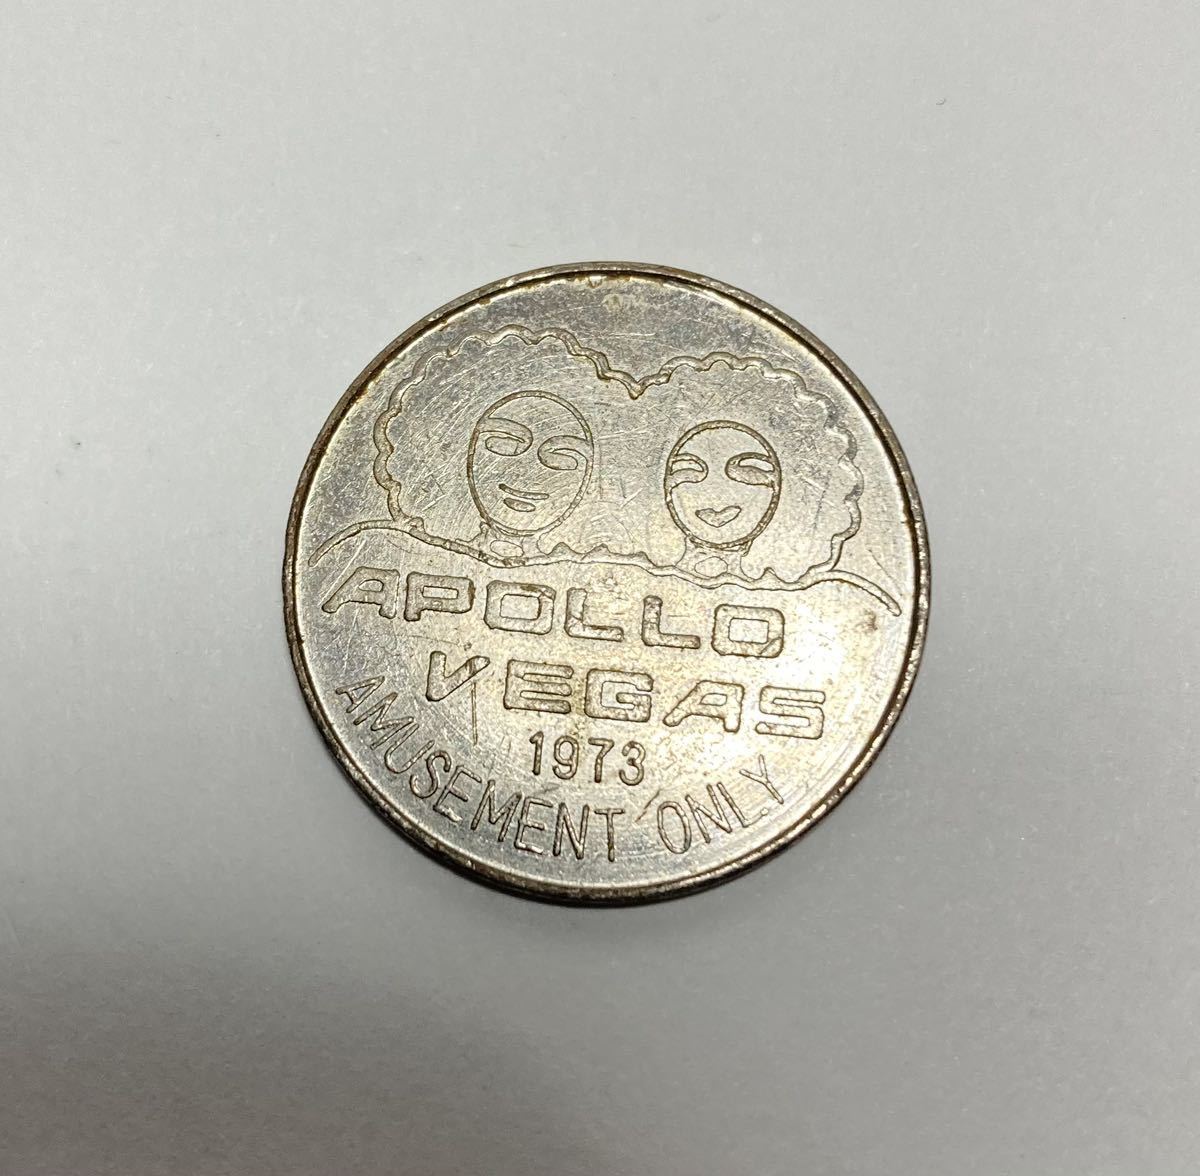 APOLLO
VEGAS
1973
AMUSEMENT ONLY